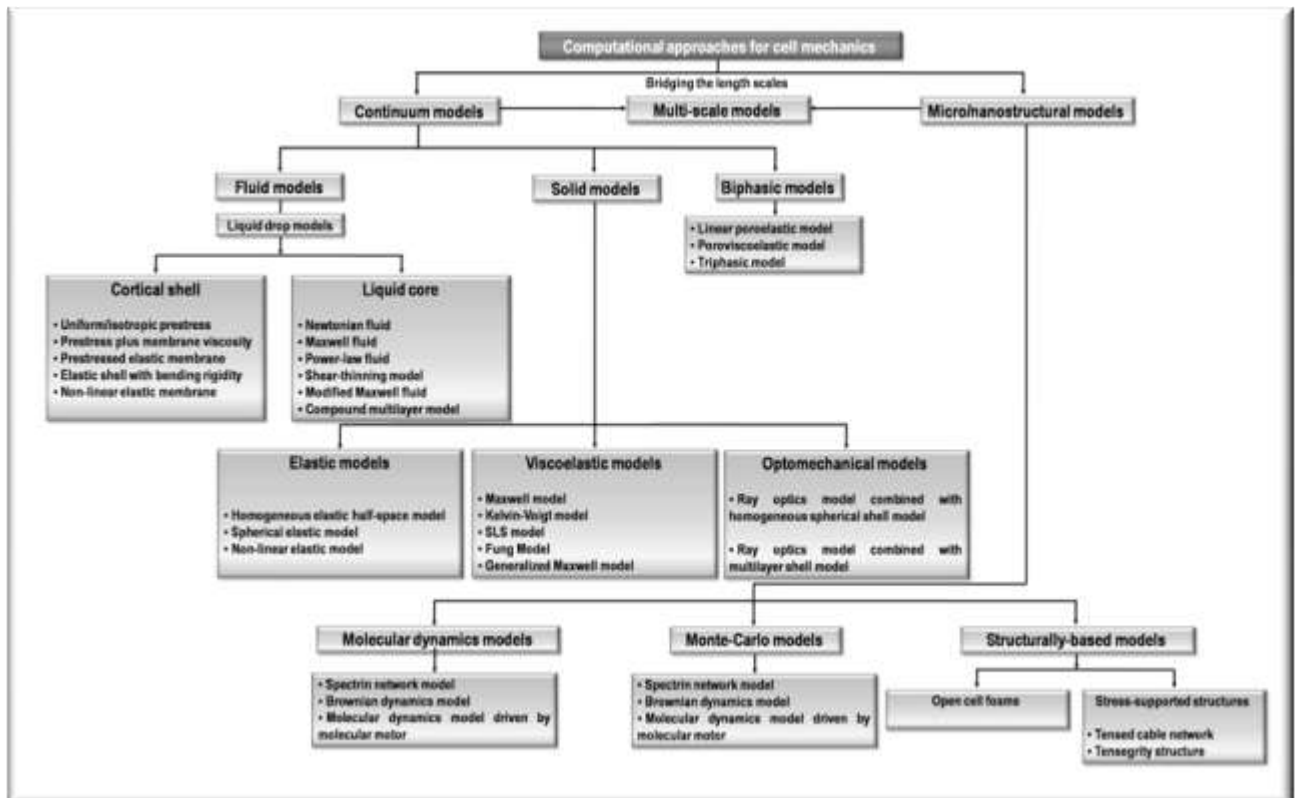 Computational approaches for cell mechanics
Bridging the length scales
Continuum models
Multi-scale models
Micro/nanostructural models
Fluid models
Solid models
Biphasic models
Liquid drop models
• Linear poroelastic model
• Poroviscoelastic model
• Triphasic model
Cortical shell
• Uniform/isotropic prestress
• Prestress plus membrane viscosity
• Prestressed elastic membrane
• Elastic shell with bending rigidity
• Non-linear elastic membrane
Liquid core
• Newtonian fluid
• Maxwell fluid
• Power-law fluid
• Shear-thinning model
• Modified Maxwell fluid
• Compound multilayer model
Elastic models
• Homogeneous elastic half-space model
• Spherical elastic model
• Non-linear elastic model
Viscoelastic models
• Maxwell model
• Kelvin-Voigt model
• SLS model
• Fung Model
• Generalized Maxwell model
Optomechanical models
• Ray optics model combined with
homogeneous spherical shell model
• Ray optics model combined with
multilayer shell model
Molecular dynamics models
Monte-Carlo models
Structurally-based models
• Spectrin network model
• Brownian dynamics model
• Molecular dynamics model driven by
molecular motor
• Spectrin network model
• Brownian dynamics model
• Molecular dynamics model driven by
molecular motor
Open cell foams
Stress-supported structures
• Tensed cable network
• Tensegrity structure